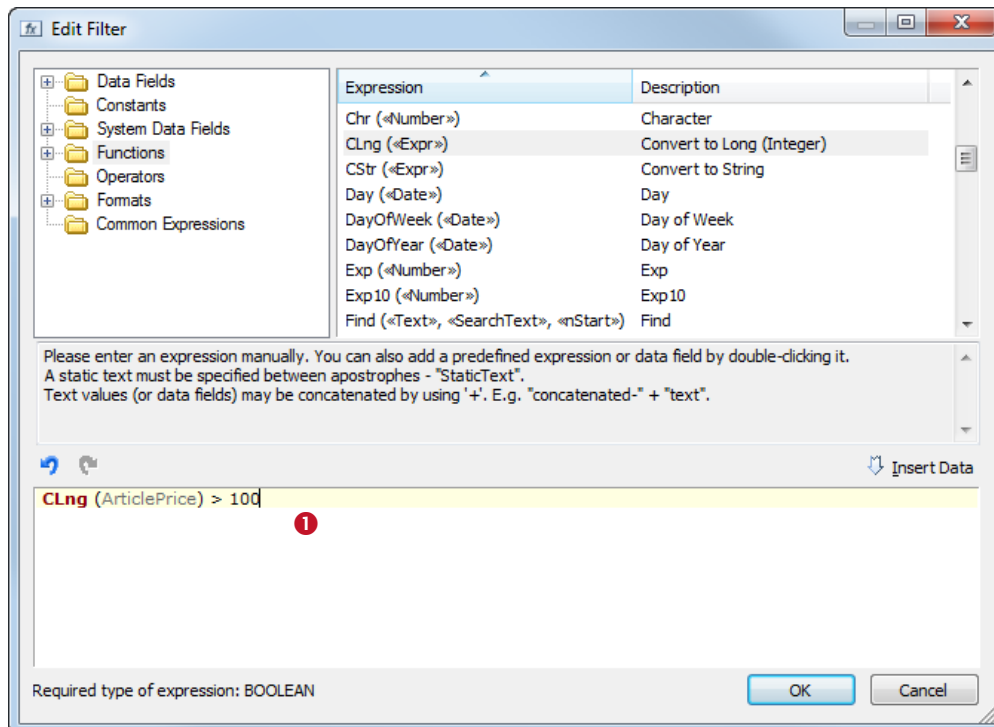 Edit Filter
Data Fields
Constants
System Data Fields
Functions
Operators
Formats
Common Expressions
Expression Description
Chr («Number») Character
CLng («Expr») Convert to Long (Integer)
CStr («Expr») Convert to String
Day («Date») Day
DayOfWeek («Date») Day of Week
DayOfYear («Date») Day of Year
Exp («Number») Exp
Exp10 («Number») Exp10
Find («Text», «SearchText», «nStart») Find
Please enter an expression manually. You can also add a predefined expression or data field by double-clicking it.
A static text must be specified between apostrophes - "StaticText".
Text values (or data fields) may be concatenated by using '+'. E.g. "concatenated-" + "text".
Insert Data
CLng (ArticlePrice) > 100
1
Required type of expression: BOOLEAN
OK Cancel